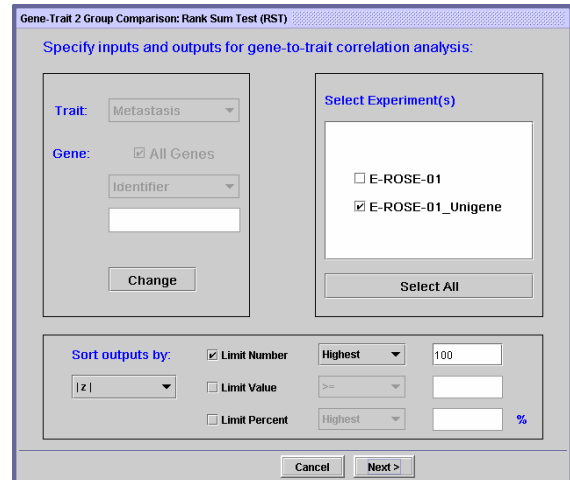 Gene-Trait 2 Group Comparison: Rank Sum Test (RST)
Specify inputs and outputs for gene-to-trait correlation analysis:
Trait: Metastasis
Gene: All Genes
Identifier
Change
Select Experiment(s)
E-ROSE-01
E-ROSE-01_Unigene
Select All
Sort outputs by: Limit Number Highest 100
|z| Limit Value >=
Limit Percent Highest %
Cancel Next >